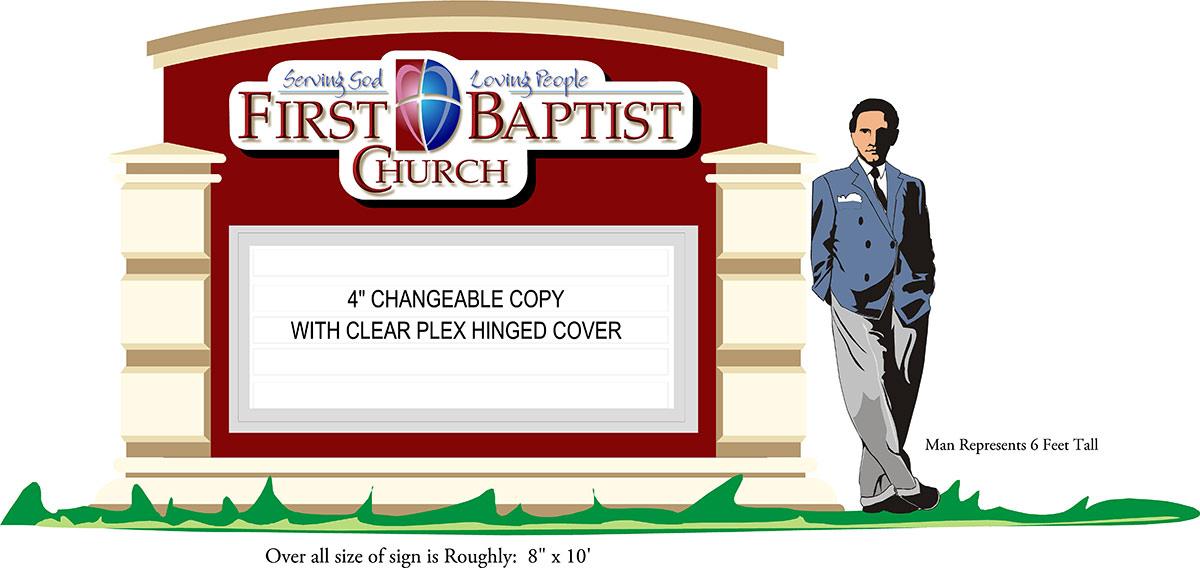 Serving God Loving People
FIRST BAPTIST
CHURCH
4" CHANGEABLE COPY
WITH CLEAR PLEX HINGED COVER
Man Represents 6 Feet Tall
Over all size of sign is Roughly: 8" x 10'